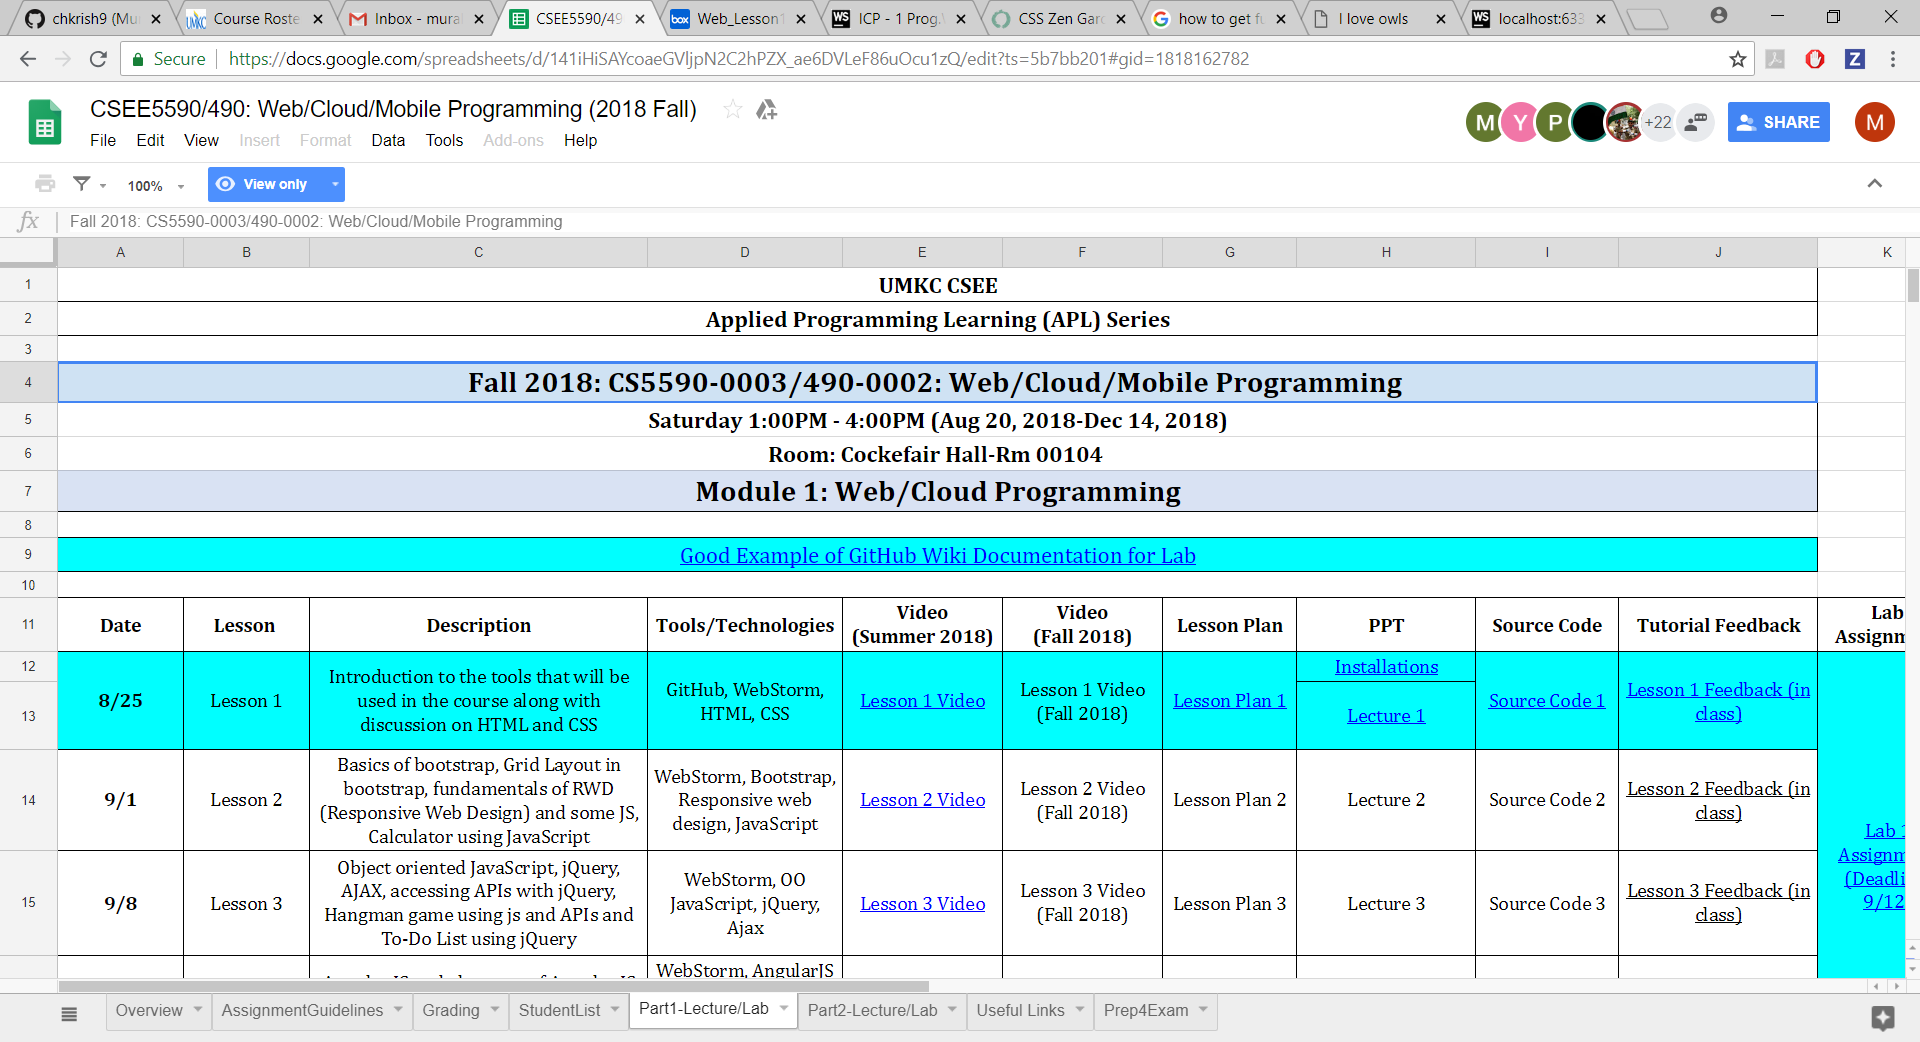 chkrish9 (Mu
Course Roste
Inbox - mural
CSEE5590/49
Web_Lesson1
ICP - 1 Prog.
CSS Zen Gard
how to get fu
I love owls
localhost:633
Secure
https://docs.google.com/spreadsheets/d/141iHiSAYcoaeGVljpN2C2hPZX_ae6DVLeF86uOcu1zQ/edit?ts=5b7bb201#gid=1818162782
CSEE5590/490: Web/Cloud/Mobile Programming (2018 Fall)
File Edit View Insert Format Data Tools Add-ons Help
M Y P +22 SHARE M
100% View only
fx Fall 2018: CS5590-0003/490-0002: Web/Cloud/Mobile Programming
A B C D E F G H I J K
1 UMKC CSEE
2 Applied Programming Learning (APL) Series
3
4 Fall 2018: CS5590-0003/490-0002: Web/Cloud/Mobile Programming
5 Saturday 1:00PM - 4:00PM (Aug 20, 2018-Dec 14, 2018)
6 Room: Cockefair Hall-Rm 00104
7 Module 1: Web/Cloud Programming
8
9 Good Example of GitHub Wiki Documentation for Lab
10
11
Date
Lesson
Description
Tools/Technologies
Video
(Summer 2018)
Video
(Fall 2018)
Lesson Plan
PPT
Source Code
Tutorial Feedback
Lab
Assignm
12
13
8/25
Lesson 1
Introduction to the tools that will be
used in the course along with
discussion on HTML and CSS
GitHub, WebStorm,
HTML, CSS
Lesson 1 Video
Lesson 1 Video
(Fall 2018)
Lesson Plan 1
Installations
Lecture 1
Source Code 1
Lesson 1 Feedback (in
class)
14
9/1
Lesson 2
Basics of bootstrap, Grid Layout in
bootstrap, fundamentals of RWD
(Responsive Web Design) and some JS,
Calculator using JavaScript
WebStorm, Bootstrap,
Responsive web
design, JavaScript
Lesson 2 Video
Lesson 2 Video
(Fall 2018)
Lesson Plan 2
Lecture 2
Source Code 2
Lesson 2 Feedback (in
class)
15
9/8
Lesson 3
Object oriented JavaScript, jQuery,
AJAX, accessing APIs with jQuery,
Hangman game using js and APIs and
To-Do List using jQuery
WebStorm, OO
JavaScript, jQuery,
Ajax
Lesson 3 Video
Lesson 3 Video
(Fall 2018)
Lesson Plan 3
Lecture 3
Source Code 3
Lesson 3 Feedback (in
class)
Lab 1
Assignm
(Deadli
9/12
WebStorm, AngularJS
Overview AssignmentGuidelines Grading StudentList Part1-Lecture/Lab Part2-Lecture/Lab Useful Links Prep4Exam